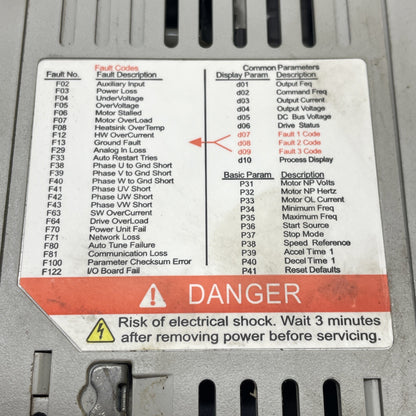 Fault Codes
Fault No. Fault Description
F02 Auxiliary Input
F03 Power Loss
F04 UnderVoltage
F05 OverVoltage
F06 Motor Stalled
F07 Motor OverLoad
F08 Heatsink OverTemp
F12 HW OverCurrent
F13 Ground Fault
F29 Analog In Loss
F33 Auto Restart Tries
F38 Phase U to Gnd Short
F39 Phase V to Gnd Short
F40 Phase W to Gnd Short
F41 Phase UV Short
F42 Phase UW Short
F43 Phase VW Short
F63 SW OverCurrent
F64 Drive OverLoad
F70 Power Unit Fail
F71 Network Loss
F80 Auto Tune Failure
F81 Communication Loss
F100 Parameter Checksum Error
F122 I/O Board Fail
Common Parameters
Display Param Description
d01 Output Freq
d02 Command Freq
d03 Output Current
d04 Output Voltage
d05 DC Bus Voltage
d06 Drive Status
d07 Fault 1 Code
d08 Fault 2 Code
d09 Fault 3 Code
d10 Process Display
Basic Param Description
P31 Motor NP Volts
P32 Motor NP Hertz
P33 Motor OL Current
P34 Minimum Freq
P35 Maximum Freq
P36 Start Source
P37 Stop Mode
P38 Speed Reference
P39 Accel Time 1
P40 Decel Time 1
P41 Reset Defaults
DANGER
Risk of electrical shock. Wait 3 minutes
after removing power before servicing.